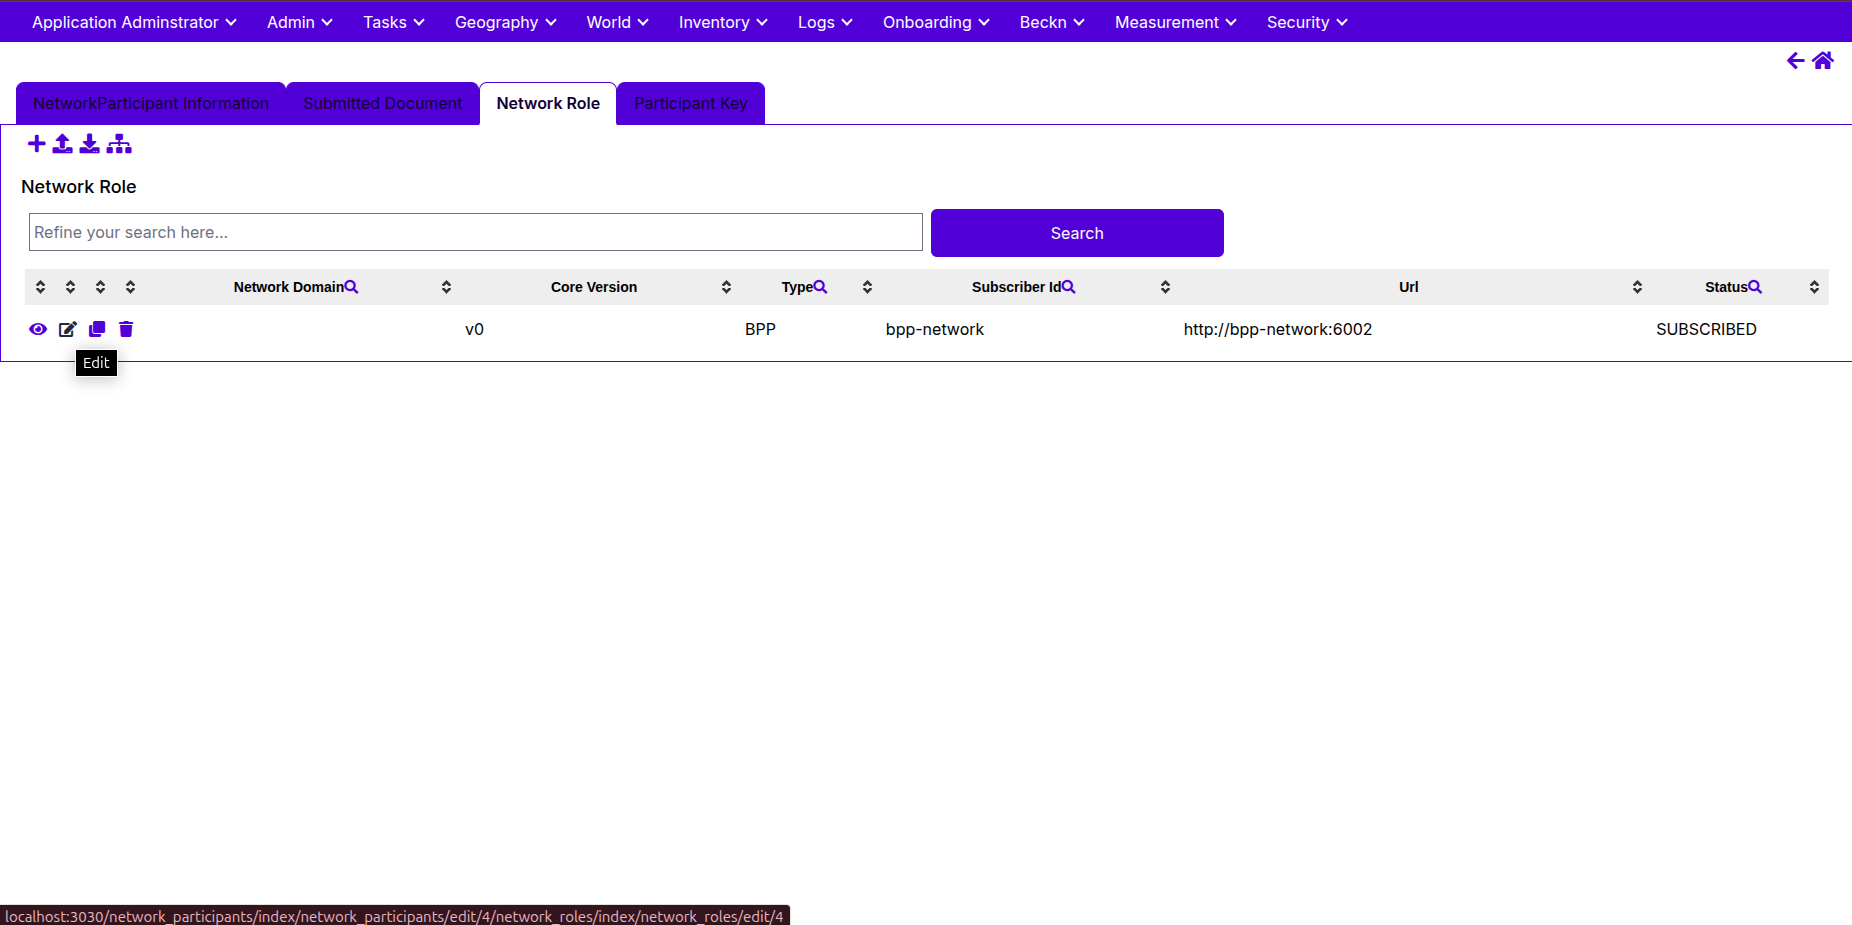 Application Adminstrator Admin Tasks Geography World Inventory Logs Onboarding Beckn Measurement Security
NetworkParticipant Information Submitted Document Network Role Participant Key
Network Role
Refine your search here... Search
Network Domain Core Version Type Subscriber Id Url Status
v0 BPP bpp-network http://bpp-network:6002 SUBSCRIBED
Edit
localhost:3030/network_participants/index/network_participants/edit/4/network_roles/index/network_roles/edit/4